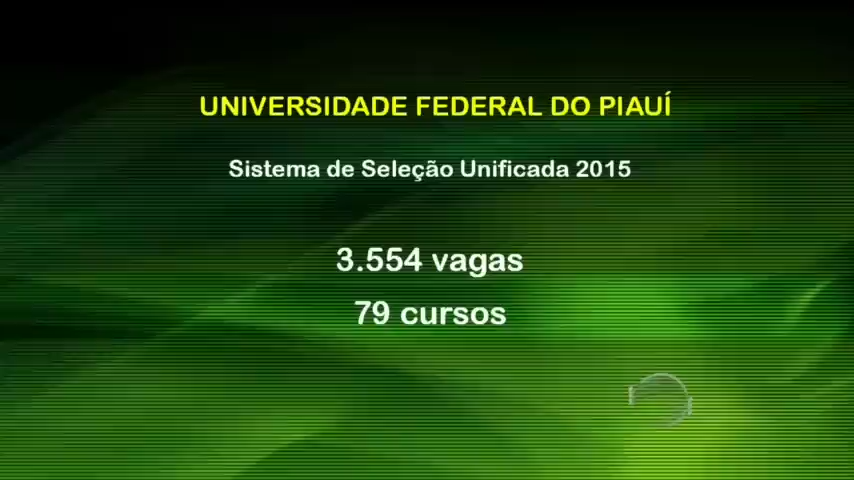 UNIVERSIDADE FEDERAL DO PIAUÍ
Sistema de Seleção Unificada 2015
3.554 vagas
79 cursos